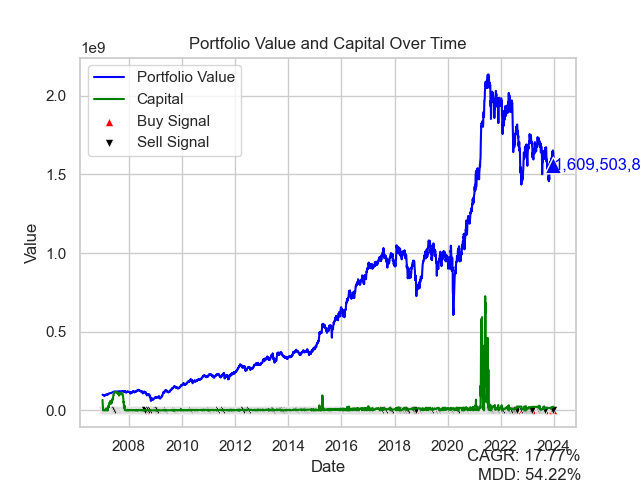 Portfolio Value and Capital Over Time
1e9
Portfolio Value
Capital
Buy Signal
Sell Signal
2.0
1.5
1.0
0.5
0.0
Value
1,609,503,8
2008 2010 2012 2014 2016 2018 2020 2022 2024
Date
CAGR: 17.77%
MDD: 54.22%